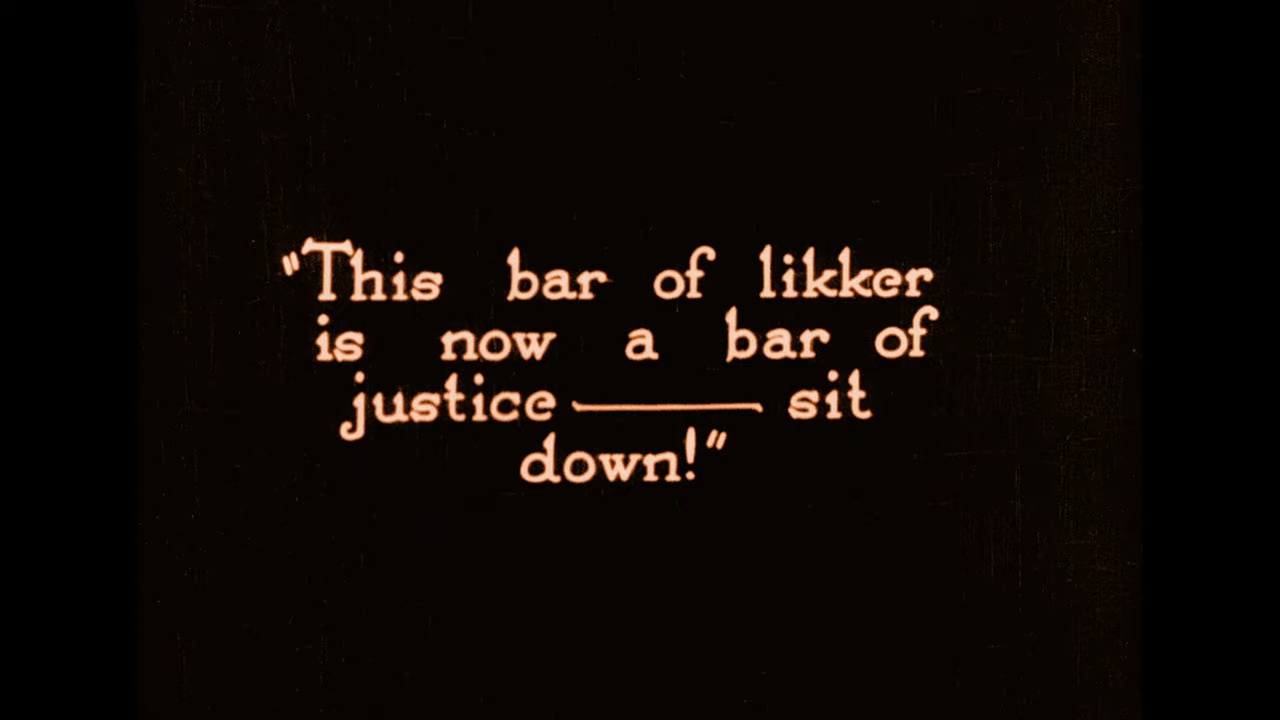 "This bar of likker
is now a bar of
justice —— sit
down!"